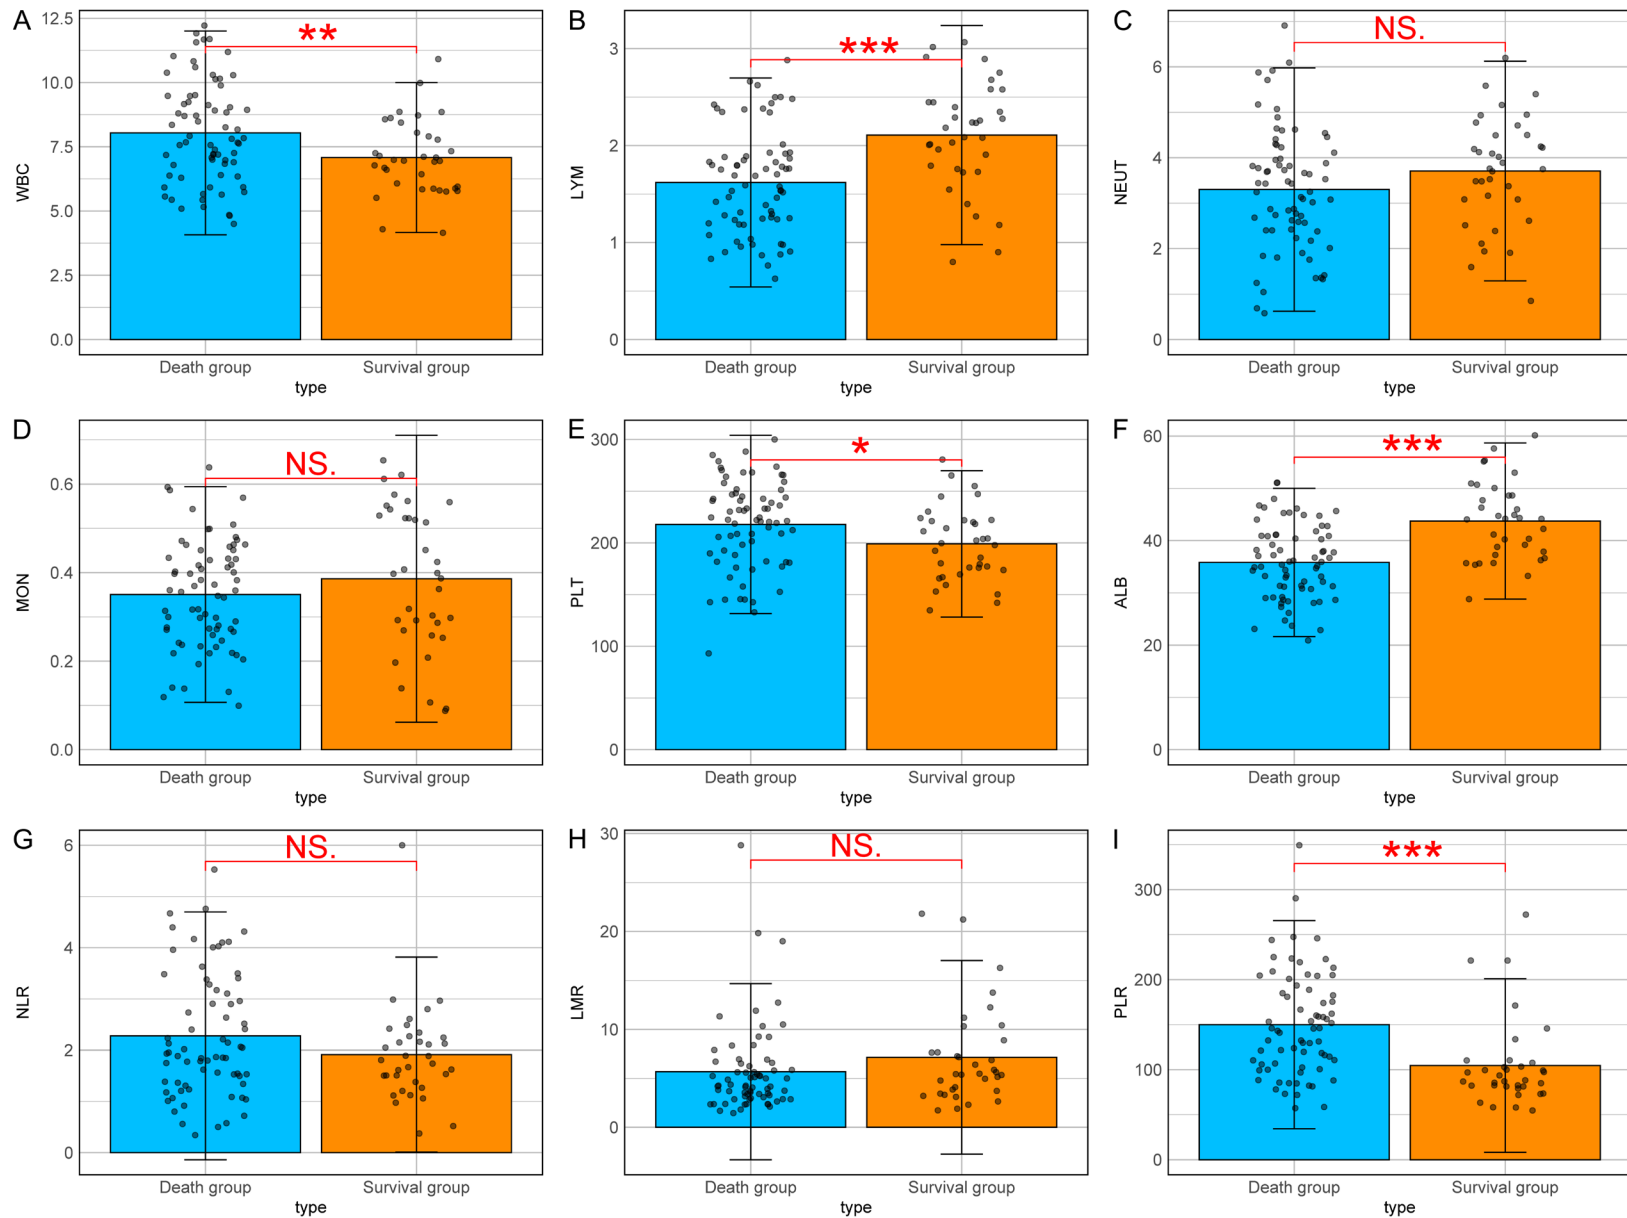 A
WBC
12.5
10.0
7.5
5.0
2.5
0.0
**
Death group
Survival group
type
B
LYM
3
2
1
0
***
Death group
Survival group
type
C
NEUT
6
4
2
0
NS.
Death group
Survival group
type
D
MON
0.6
0.4
0.2
0.0
NS.
Death group
Survival group
type
E
PLT
300
200
100
0
*
Death group
Survival group
type
F
ALB
60
40
20
0
***
Death group
Survival group
type
G
NLR
6
4
2
0
NS.
Death group
Survival group
type
H
LMR
30
20
10
0
NS.
Death group
Survival group
type
I
PLR
300
200
100
0
***
Death group
Survival group
type